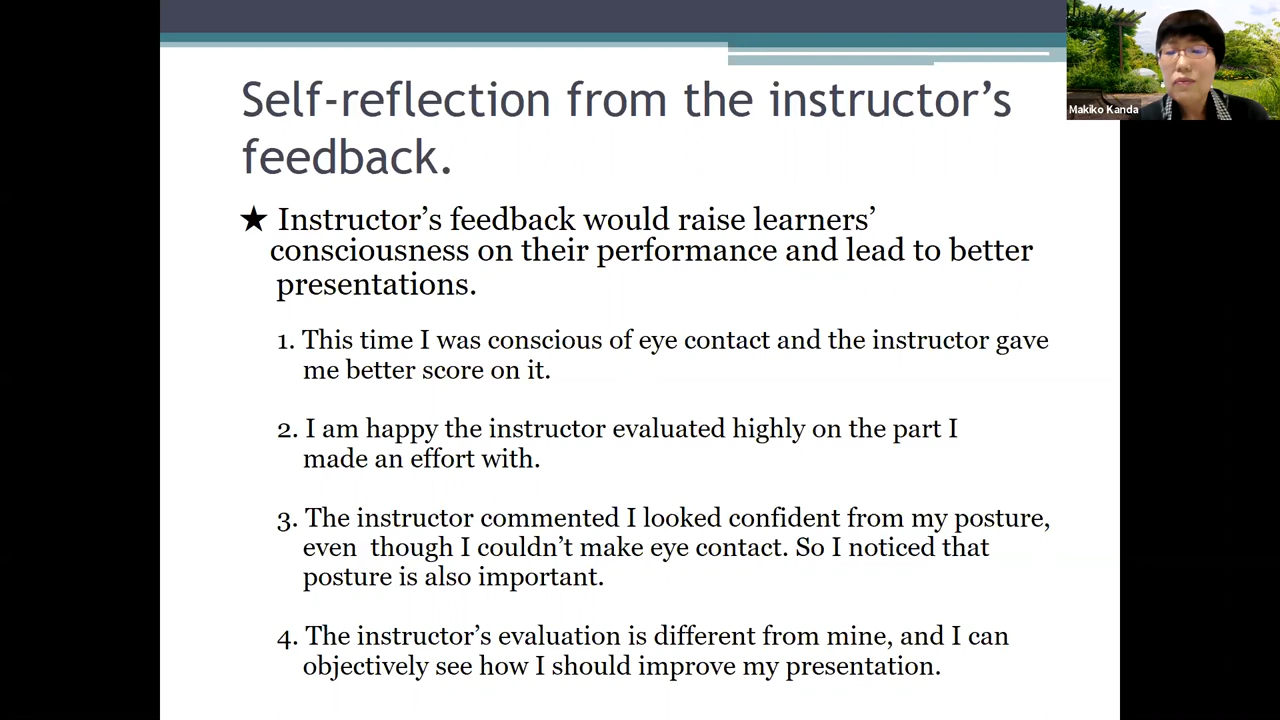 Self-reflection from the instructor’s
feedback.
★ Instructor’s feedback would raise learners’
consciousness on their performance and lead to better
presentations.
1. This time I was conscious of eye contact and the instructor gave
me better score on it.
2. I am happy the instructor evaluated highly on the part I
made an effort with.
3. The instructor commented I looked confident from my posture,
even  though I couldn’t make eye contact. So I noticed that
posture is also important.
4. The instructor’s evaluation is different from mine, and I can
objectively see how I should improve my presentation.
Makiko Kanda